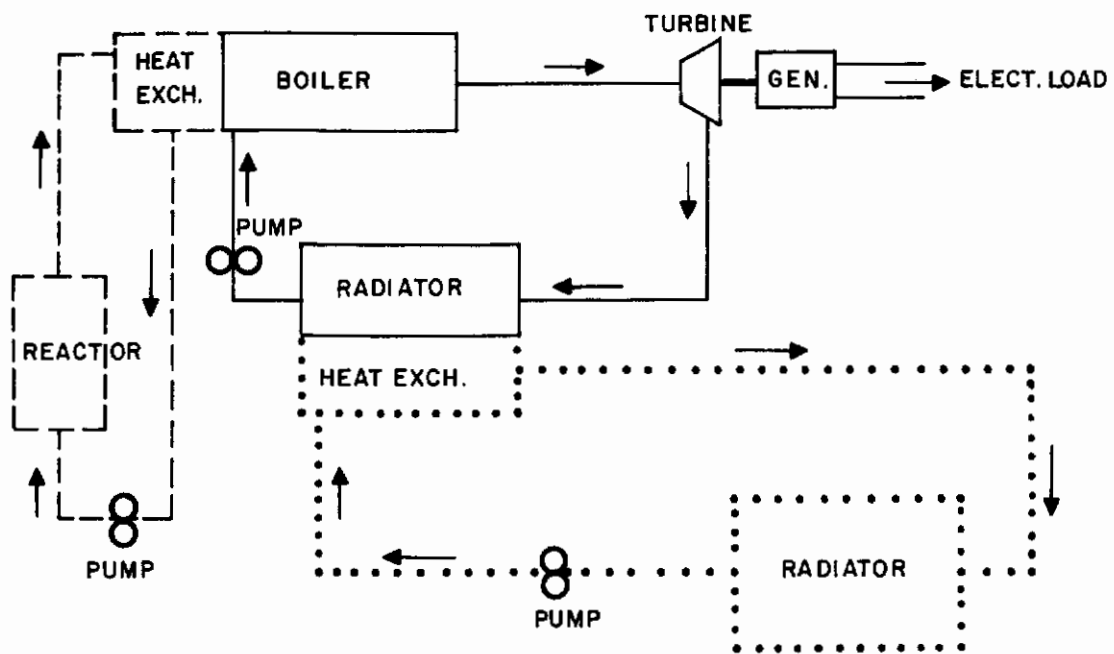 TURBINE
HEAT
EXCH.
BOILER
GEN.
ELECT. LOAD
PUMP
RADIATOR
REACTOR
HEAT EXCH.
PUMP
RADIATOR
PUMP